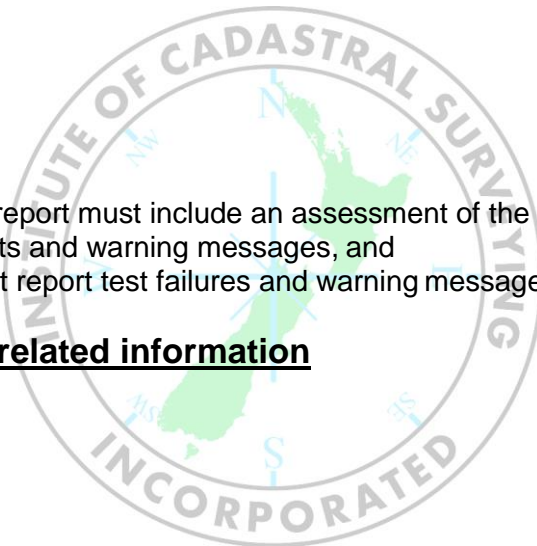 INSTITUTE OF CADASTRAL SURVEYING
N
NW
NE
report must include an assessment of the
ts and warning messages, and
W
t report test failures and warning message
related information
SW
SE
S
INCORPORATED